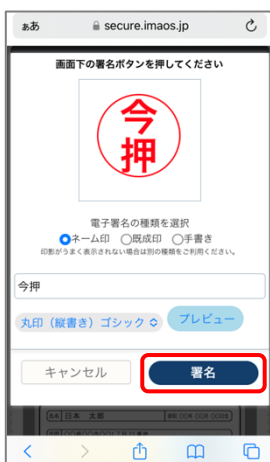 ああ
secure.imaos.jp
画面下の署名ボタンを押してください
今
押
電子署名の種類を選択
ネーム印 既成印 手書き
印影がうまく表示されない場合は別の種類をご利用ください。
今押
丸印（縦書き）ゴシック プレビュー
キャンセル 署名
日本 太郎